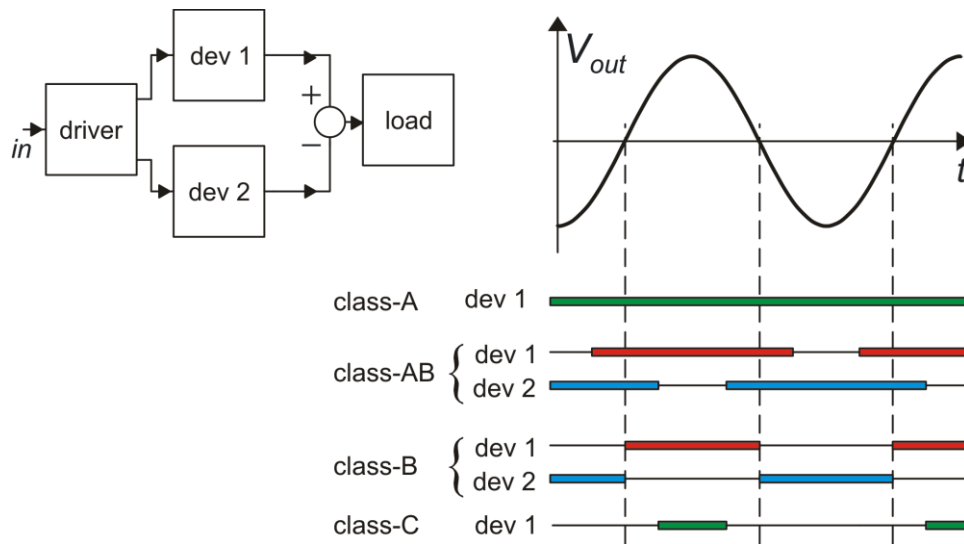 dev 1
V_out
driver
+
load
in
−
t
dev 2
class-A dev 1
class-AB { dev 1
dev 2
class-B { dev 1
dev 2
class-C dev 1